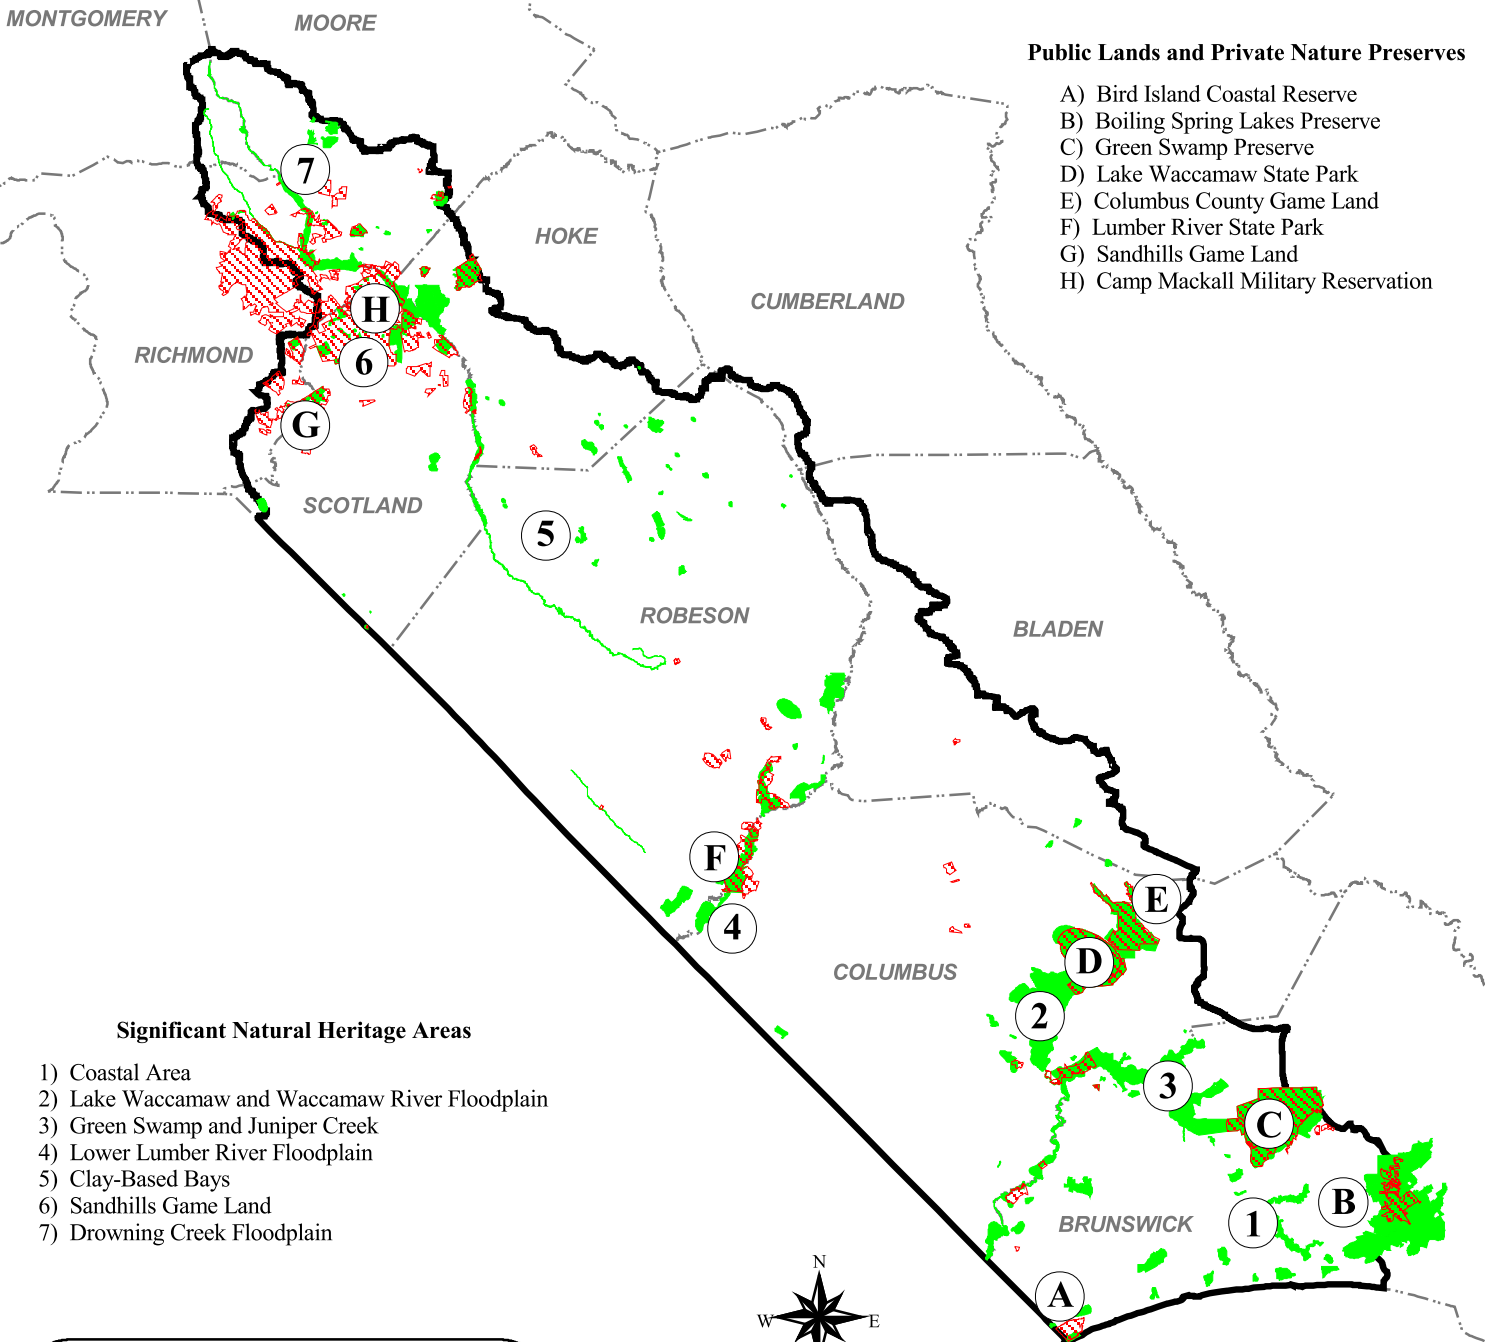 MONTGOMERY
MOORE
Public Lands and Private Nature Preserves
A) Bird Island Coastal Reserve
B) Boiling Spring Lakes Preserve
C) Green Swamp Preserve
D) Lake Waccamaw State Park
E) Columbus County Game Land
F) Lumber River State Park
G) Sandhills Game Land
H) Camp Mackall Military Reservation
7
HOKE
CUMBERLAND
H
RICHMOND
6
G
SCOTLAND
5
ROBESON
BLADEN
F
E
4
D
COLUMBUS
2
3
C
B
1
BRUNSWICK
A
Significant Natural Heritage Areas
1) Coastal Area
2) Lake Waccamaw and Waccamaw River Floodplain
3) Green Swamp and Juniper Creek
4) Lower Lumber River Floodplain
5) Clay-Based Bays
6) Sandhills Game Land
7) Drowning Creek Floodplain
N
W E